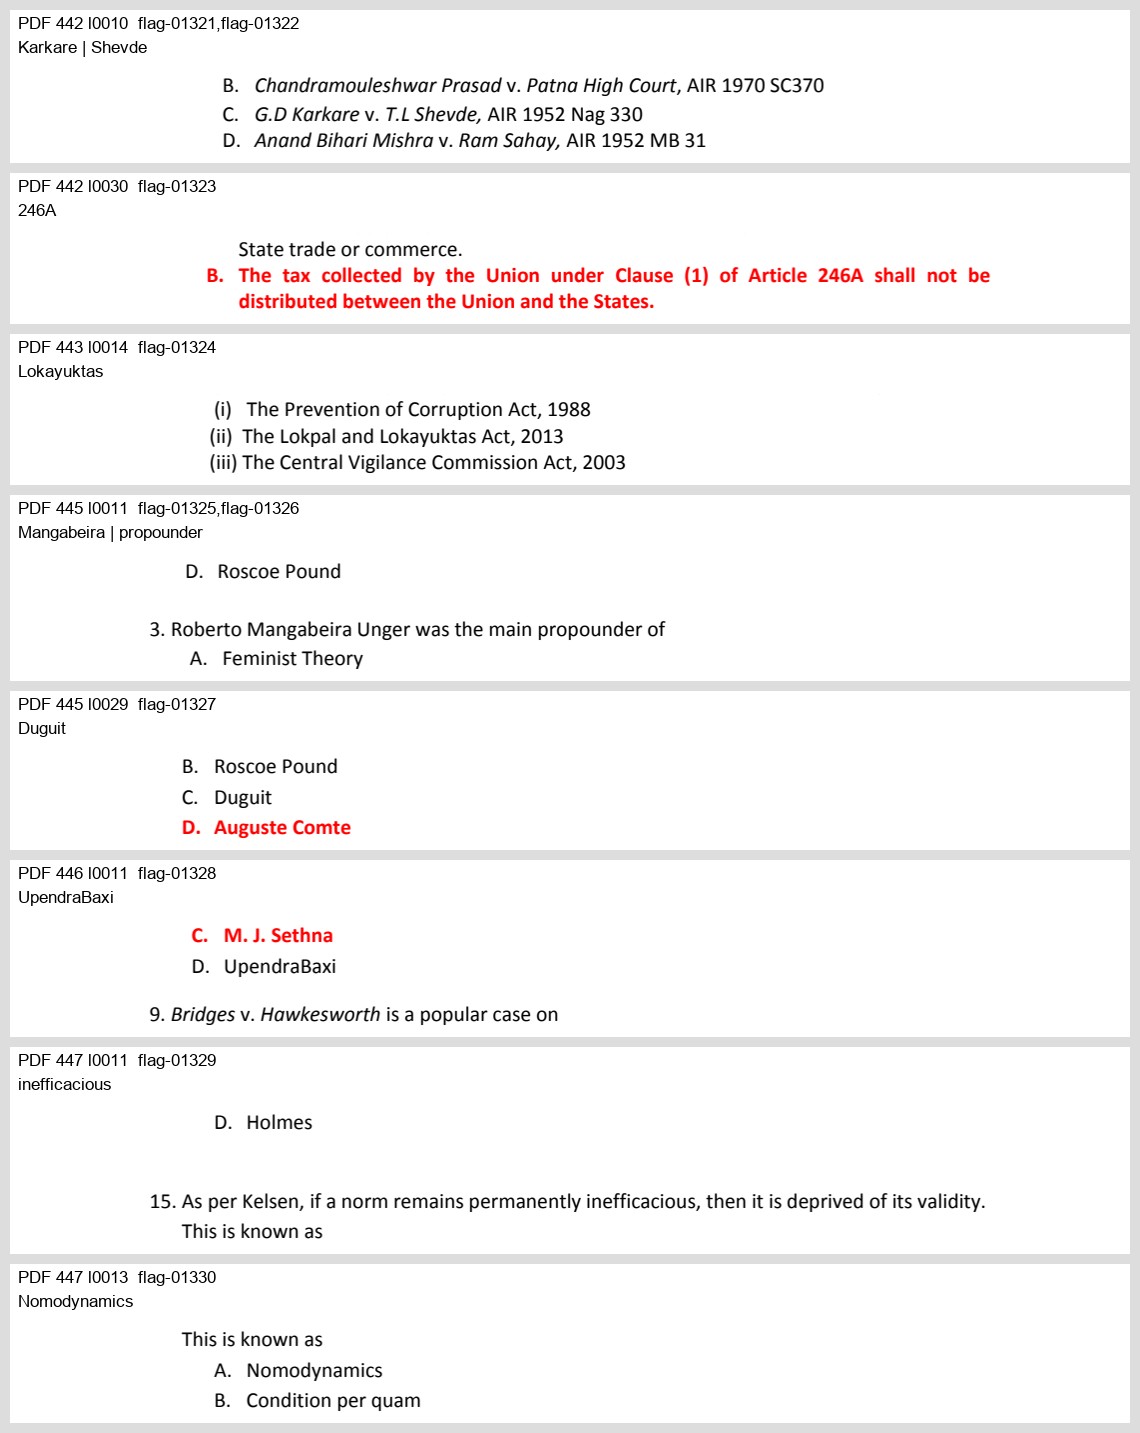 PDF 442 l0010 flag-01321,flag-01322
Karkare | Shevde
B. Chandramouleshwar Prasad v. Patna High Court, AIR 1970 SC370
C. G.D Karkare v. T.L Shevde, AIR 1952 Nag 330
D. Anand Bihari Mishra v. Ram Sahay, AIR 1952 MB 31
PDF 442 l0030 flag-01323
246A
State trade or commerce.
B. The tax collected by the Union under Clause (1) of Article 246A shall not be
distributed between the Union and the States.
PDF 443 l0014 flag-01324
Lokayuktas
(i) The Prevention of Corruption Act, 1988
(ii) The Lokpal and Lokayuktas Act, 2013
(iii) The Central Vigilance Commission Act, 2003
PDF 445 l0011 flag-01325,flag-01326
Mangabeira | propounder
D. Roscoe Pound
3. Roberto Mangabeira Unger was the main propounder of
A. Feminist Theory
PDF 445 l0029 flag-01327
Duguit
B. Roscoe Pound
C. Duguit
D. Auguste Comte
PDF 446 l0011 flag-01328
UpendraBaxi
C. M. J. Sethna
D. UpendraBaxi
9. Bridges v. Hawkesworth is a popular case on
PDF 447 l0011 flag-01329
inefficacious
D. Holmes
15. As per Kelsen, if a norm remains permanently inefficacious, then it is deprived of its validity.
This is known as
PDF 447 l0013 flag-01330
Nomodynamics
This is known as
A. Nomodynamics
B. Condition per quam